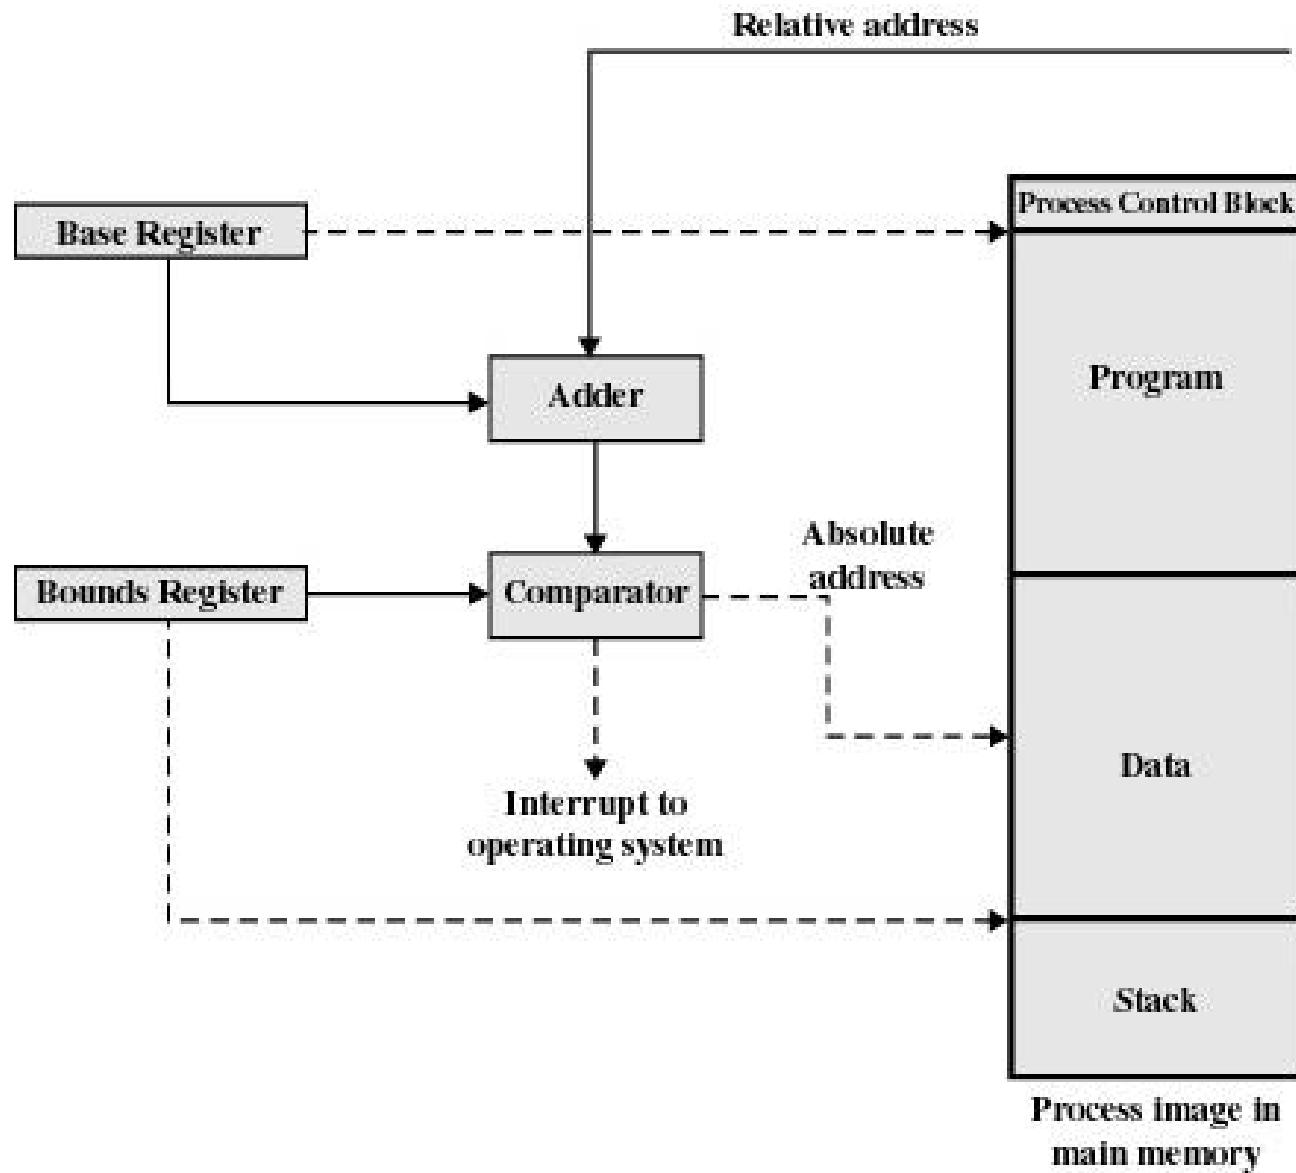 Relative address
Process Control Block
Base Register
Program
Adder
Absolute
address
Bounds Register
Comparator
Data
Interrupt to
operating system
Stack
Process image in
main memory